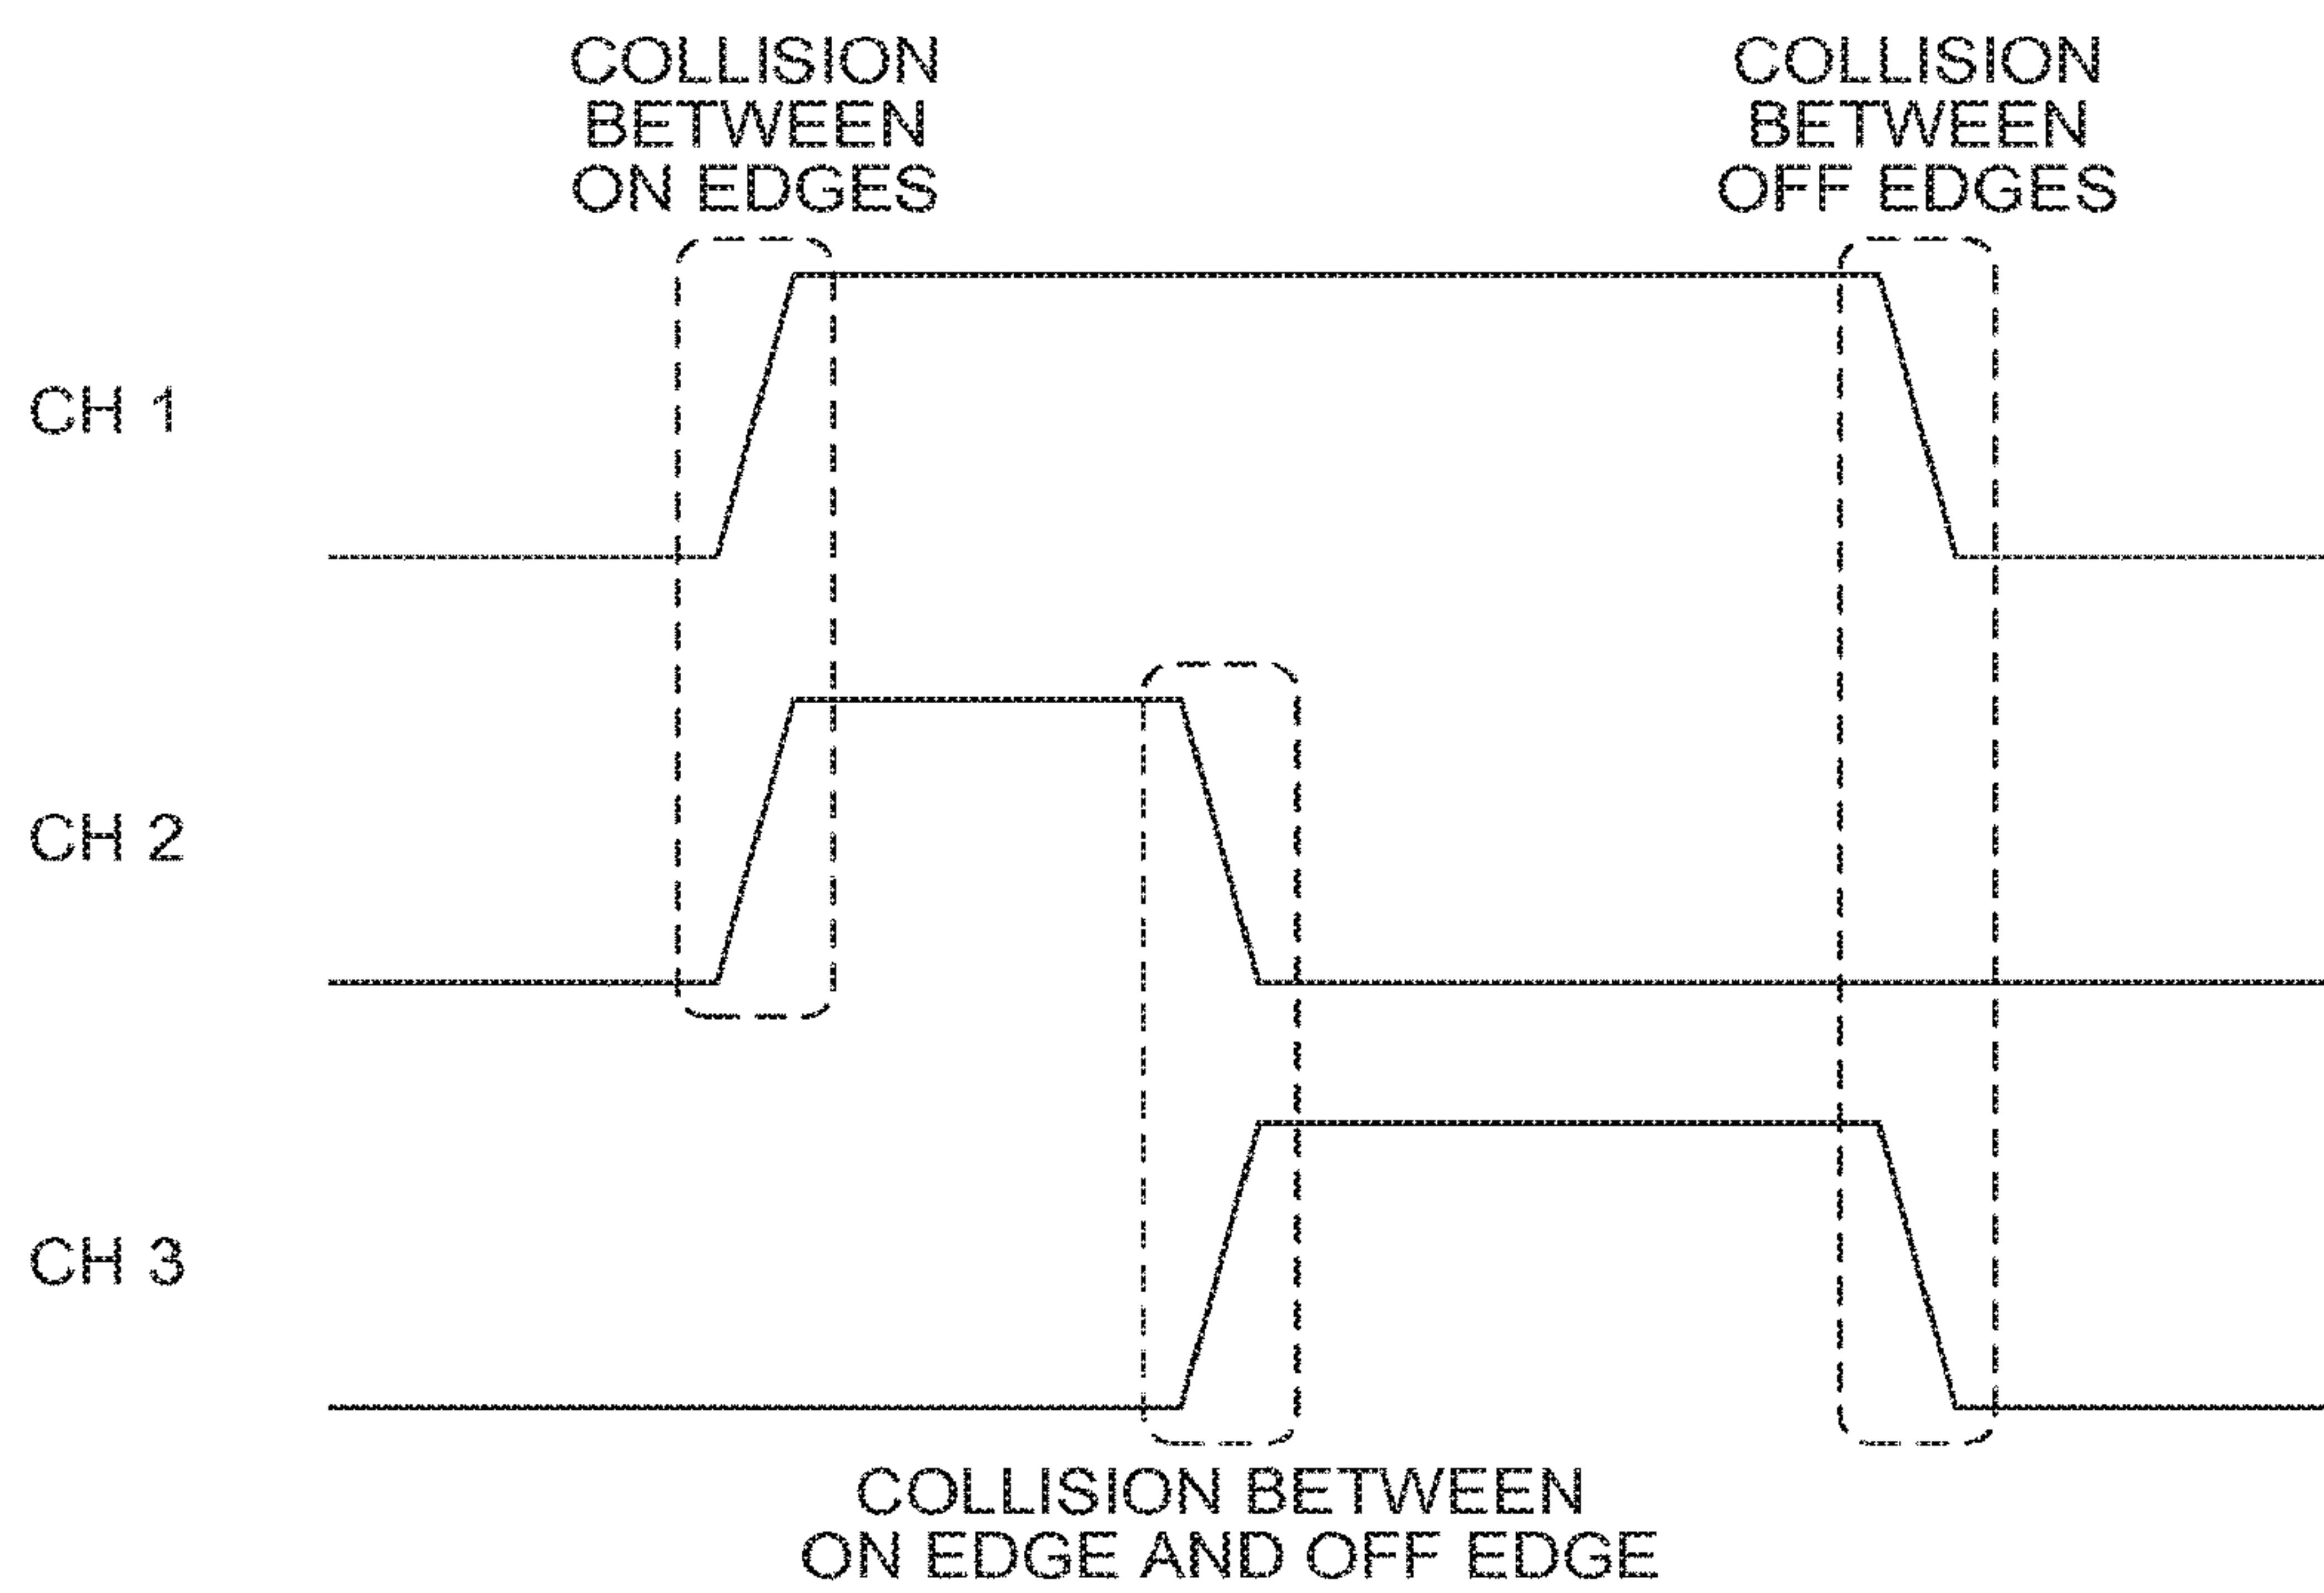 COLLISION
BETWEEN
ON EDGES
COLLISION
BETWEEN
OFF EDGES
CH 1
CH 2
CH 3
COLLISION BETWEEN
ON EDGE AND OFF EDGE